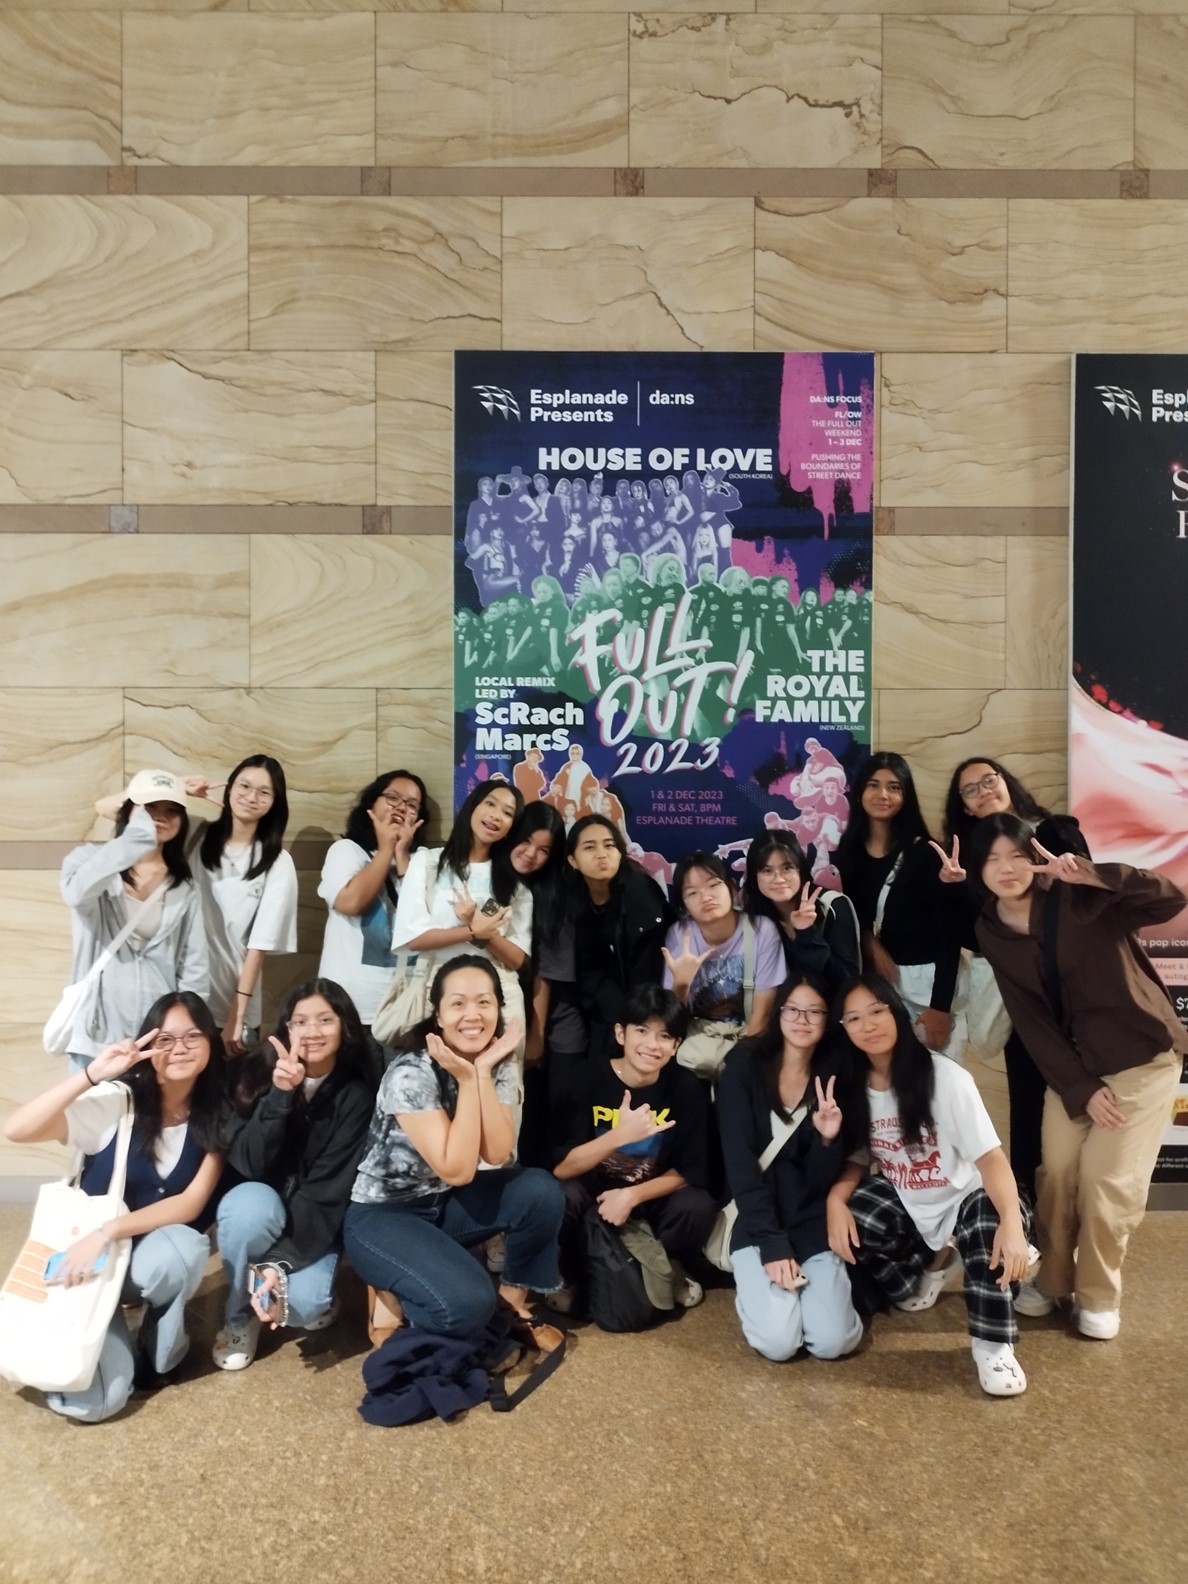 Esplanade
Presents
da:ns
DA:NS FOCUS
FL/OW
THE FULL OUT
WEEKEND
1 – 3 DEC
PUSHING THE
BOUNDARIES OF
STREET DANCE
HOUSE OF LOVE
(SOUTH KOREA)
FULL
OUT!
2023
LOCAL REMIX
LED BY
ScRach
MarcS
(SINGAPORE)
THE
ROYAL
FAMILY
(NEW ZEALAND)
1 & 2 DEC 2023
FRI & SAT, 8PM
ESPLANADE THEATRE
pop
Meet &